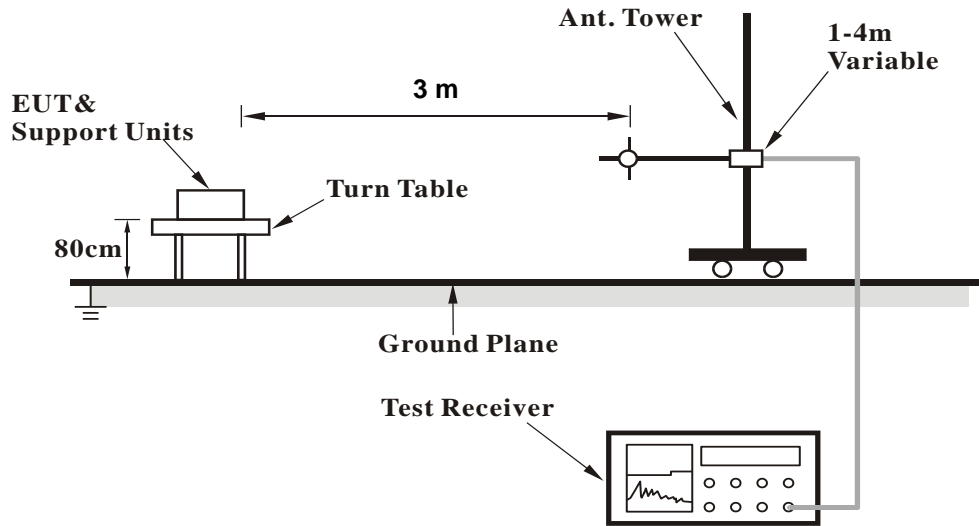 Ant. Tower
1-4m
Variable
3 m
EUT&
Support Units
Turn Table
80cm
Ground Plane
Test Receiver